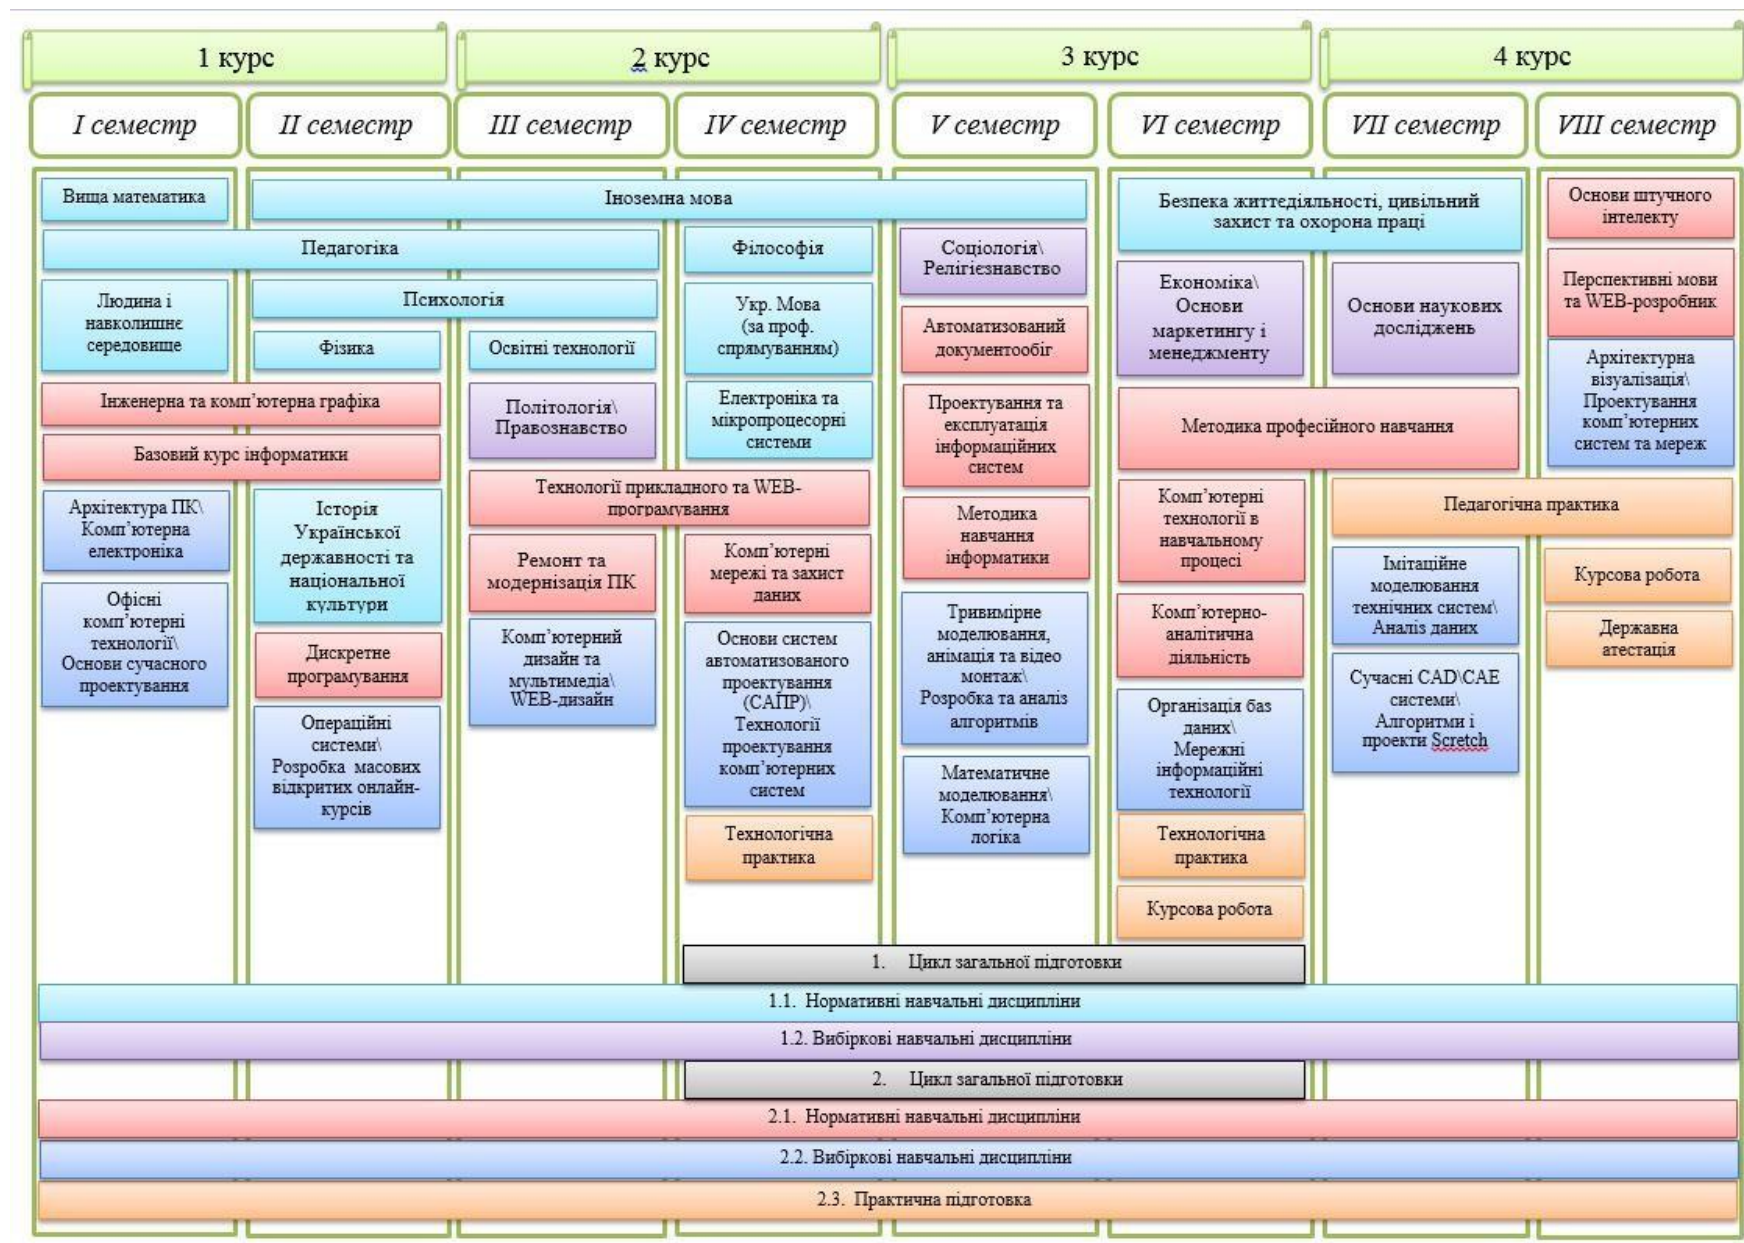 1 курс
2 курс
3 курс
4 курс
I семестр
II семестр
III семестр
IV семестр
V семестр
VI семестр
VII семестр
VIII семестр
Вища математика
Іноземна мова
Безпека життєдіяльності, цивільний
захист та охорона праці
Основи штучного
інтелекту
Педагогіка
Філософія
Соціологія\
Релігієзнавство
Перспективні мови
та WEB-розробник
Людина і
навколишнє
середовище
Психологія
Укр. Мова
(за проф.
спрямуванням)
Економіка\
Основи
маркетингу і
менеджменту
Основи наукових
досліджень
Фізика
Освітні технології
Автоматизований
документообіг
Архітектурна
візуалізація\
Проектування
комп’ютерних
систем та мереж
Інженерна та комп’ютерна графіка
Політологія\
Правознавство
Електроніка та
мікропроцесорні
системи
Проектування та
експлуатація
інформаційних
систем
Методика професійного навчання
Базовий курс інформатики
Технології прикладного та WEB-
програмування
Архітектура ПК\
Комп’ютерна
електроніка
Історія
Української
державності та
національної
культури
Методика
навчання
інформатики
Комп’ютерні
технології в
навчальному
процесі
Педагогічна практика
Ремонт та
модернізація ПК
Комп’ютерні
мережі та захист
даних
Імітаційне
моделювання
технічних систем\
Аналіз даних
Курсова робота
Офісні
комп’ютерні
технології\
Основи сучасного
проектування
Тривимірне
моделювання,
анімація та відео
монтаж\
Розробка та аналіз
алгоритмів
Комп’ютерно-
аналітична
діяльність
Державна
атестація
Дискретне
програмування
Комп’ютерний
дизайн та
мультимедіа\
WEB-дизайн
Основи систем
автоматизованого
проектування
(САПР)\
Технології
проектування
комп’ютерних
систем
Сучасні CAD\CAE
системи\
Алгоритми і
проекти Scretch
Операційні
системи\
Розробка масових
відкритих онлайн-
курсів
Організація баз
даних\
Мережні
інформаційні
технології
Математичне
моделювання\
Комп’ютерна
логіка
Технологічна
практика
Технологічна
практика
Курсова робота
1. Цикл загальної підготовки
1.1. Нормативні навчальні дисципліни
1.2. Вибіркові навчальні дисципліни
2. Цикл загальної підготовки
2.1. Нормативні навчальні дисципліни
2.2. Вибіркові навчальні дисципліни
2.3. Практична підготовка